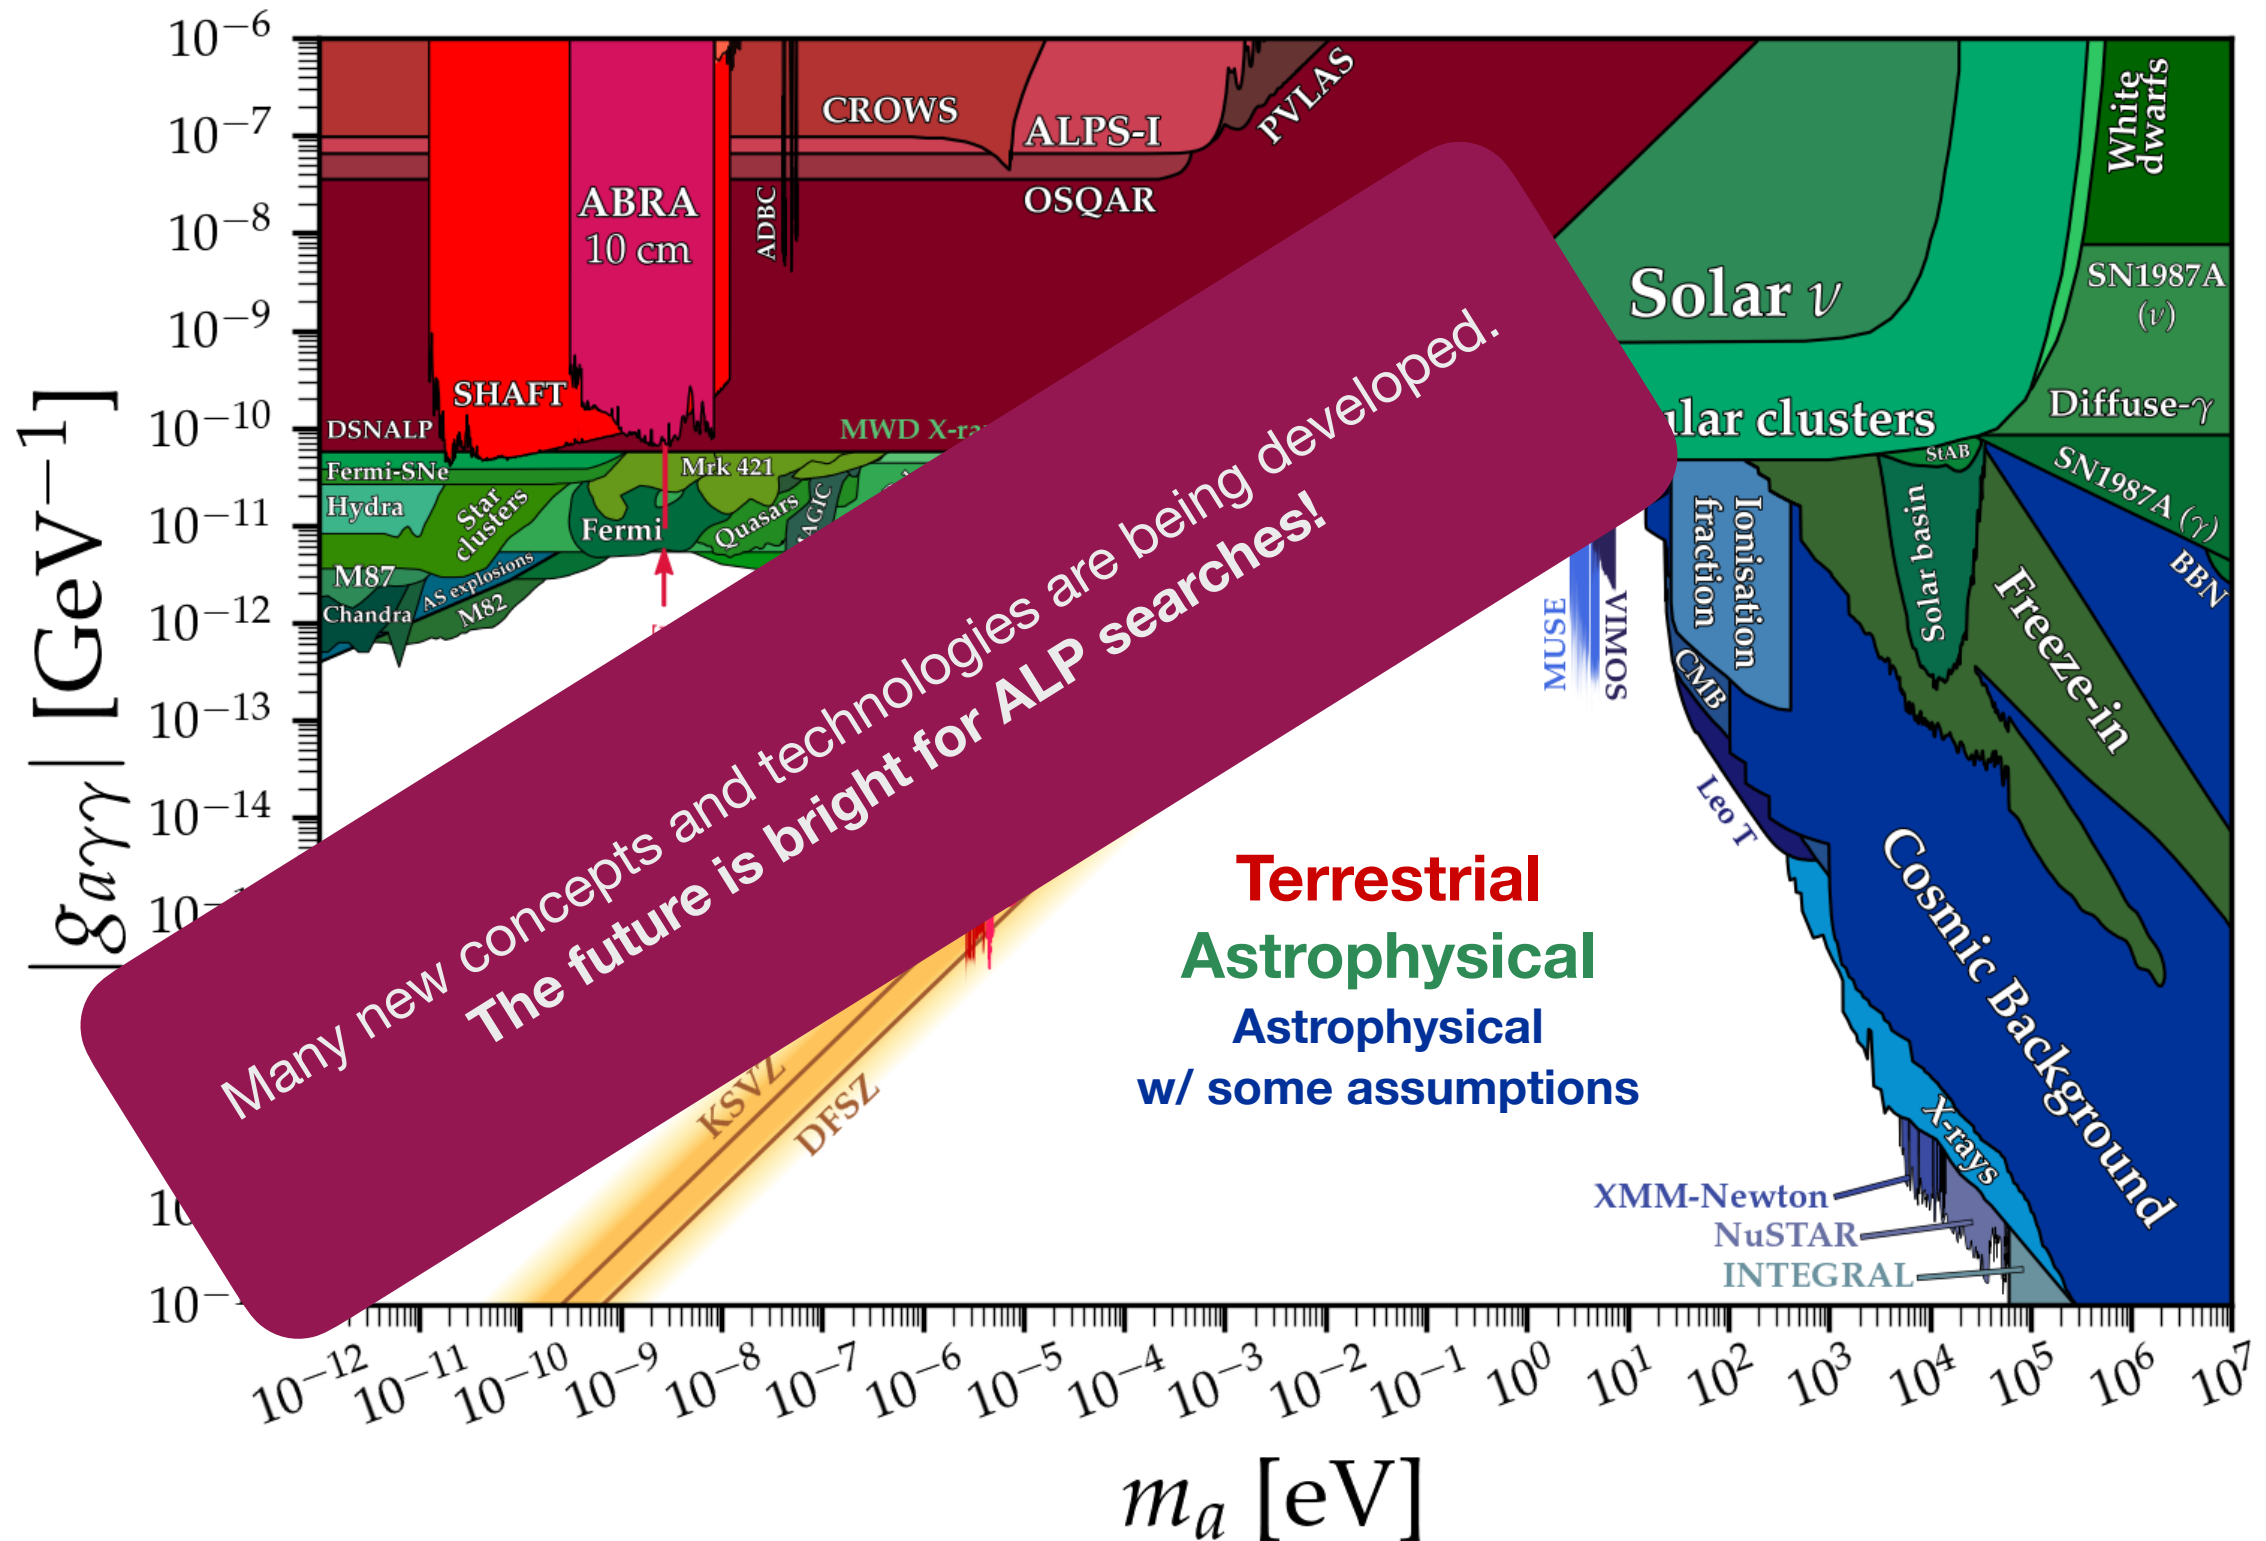 10⁻⁶
10⁻⁷
10⁻⁸
10⁻⁹
10⁻¹⁰
10⁻¹¹
10⁻¹²
10⁻¹³
10⁻¹⁴
|g_aγγ| [GeV⁻¹]
CROWS
ALPS-I
PVLAS
OSQAR
ADBC
ABRA
10 cm
SHAFT
DSNALP
MWD
Fermi-SNe
Mrk 421
Hydra
Star
clusters
Fermi
Quasars
M87
AS explosions
Chandra
M82
White
dwarfs
SN1987A
(ν)
Solar ν
clusters
Diffuse-γ
StAB
SN1987A (γ)
BBN
Solar basin
Freeze-in
Ionisation
fraction
MUSE
VIMOS
CMB
Leo T
Cosmic Background
X-rays
XMM-Newton
NuSTAR
INTEGRAL
KSVZ
DFSZ
Many new concepts and technologies are being developed.
The future is bright for ALP searches!
Terrestrial
Astrophysical
Astrophysical
w/ some assumptions
10⁻¹² 10⁻¹¹ 10⁻¹⁰ 10⁻⁹ 10⁻⁸ 10⁻⁷ 10⁻⁶ 10⁻⁵ 10⁻⁴ 10⁻³ 10⁻² 10⁻¹ 10⁰ 10¹ 10² 10³ 10⁴ 10⁵ 10⁶ 10⁷
m_a [eV]